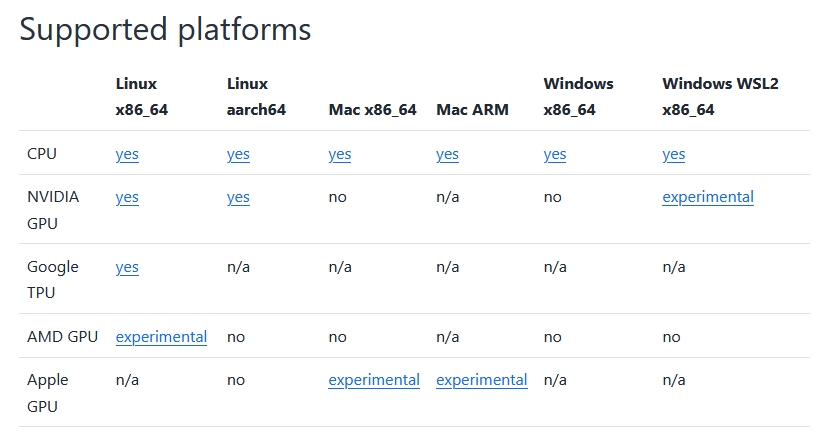 Supported platforms
Linux x86_64 Linux aarch64 Mac x86_64 Mac ARM Windows x86_64 Windows WSL2 x86_64
CPU yes yes yes yes yes yes
NVIDIA GPU yes yes no n/a no experimental
Google TPU yes n/a n/a n/a n/a n/a
AMD GPU experimental no no n/a no no
Apple GPU n/a no experimental experimental n/a n/a